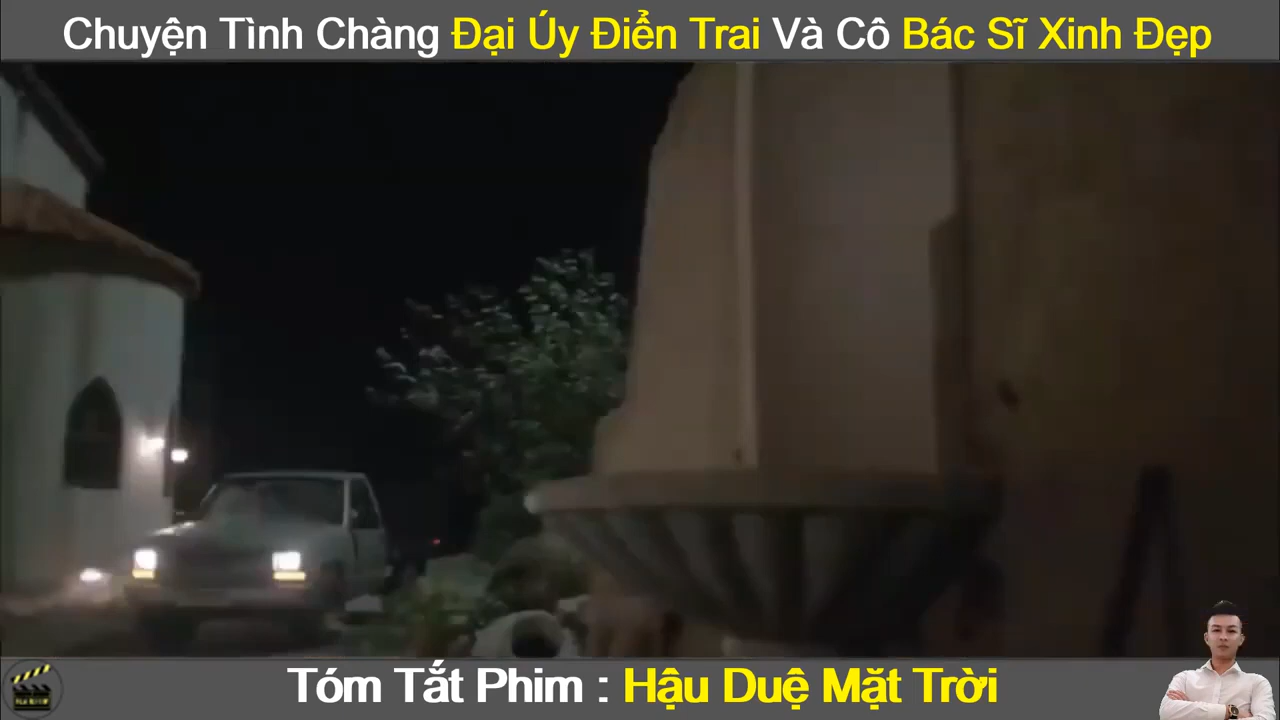 Chuyện Tình Chàng Đại Úy Điển Trai Và Cô Bác Sĩ Xinh Đẹp
Tóm Tắt Phim : Hậu Duệ Mặt Trời